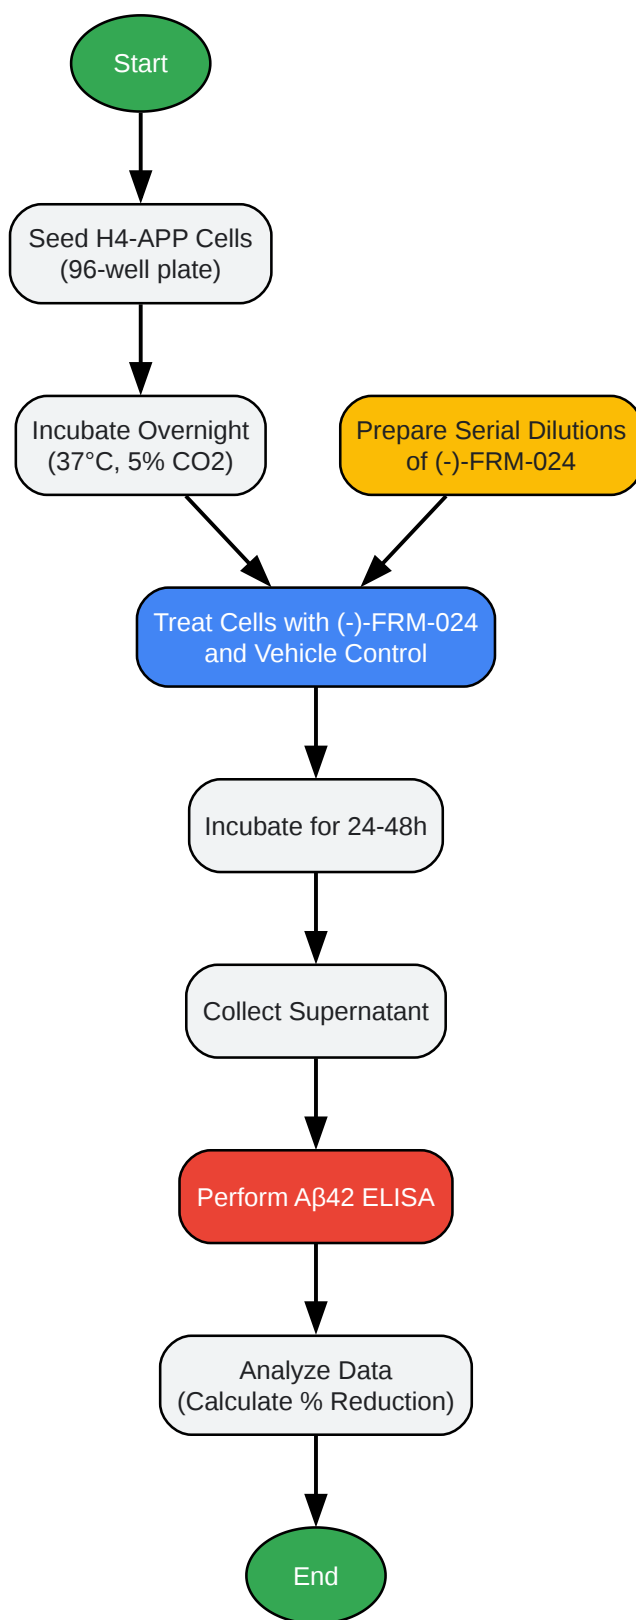 Start
Seed H4-APP Cells
(96-well plate)
Incubate Overnight
(37°C, 5% CO2)
Prepare Serial Dilutions
of (-)-FRM-024
Treat Cells with (-)-FRM-024
and Vehicle Control
Incubate for 24-48h
Collect Supernatant
Perform Aβ42 ELISA
Analyze Data
(Calculate % Reduction)
End